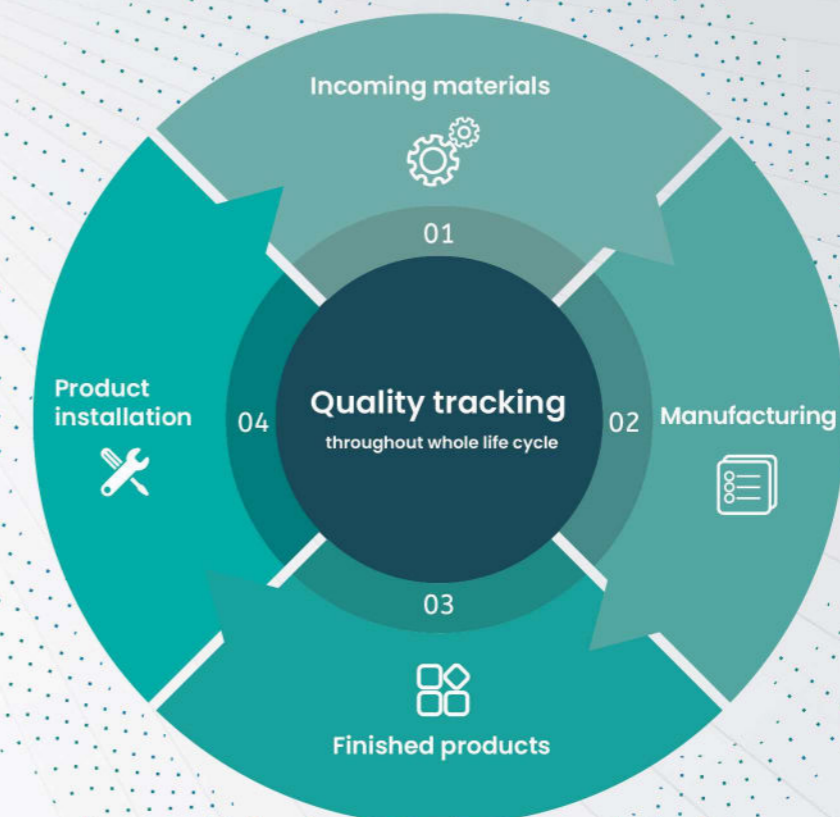 Incoming materials
01
Product
installation
04
Quality tracking
throughout whole life cycle
02
Manufacturing
03
Finished products